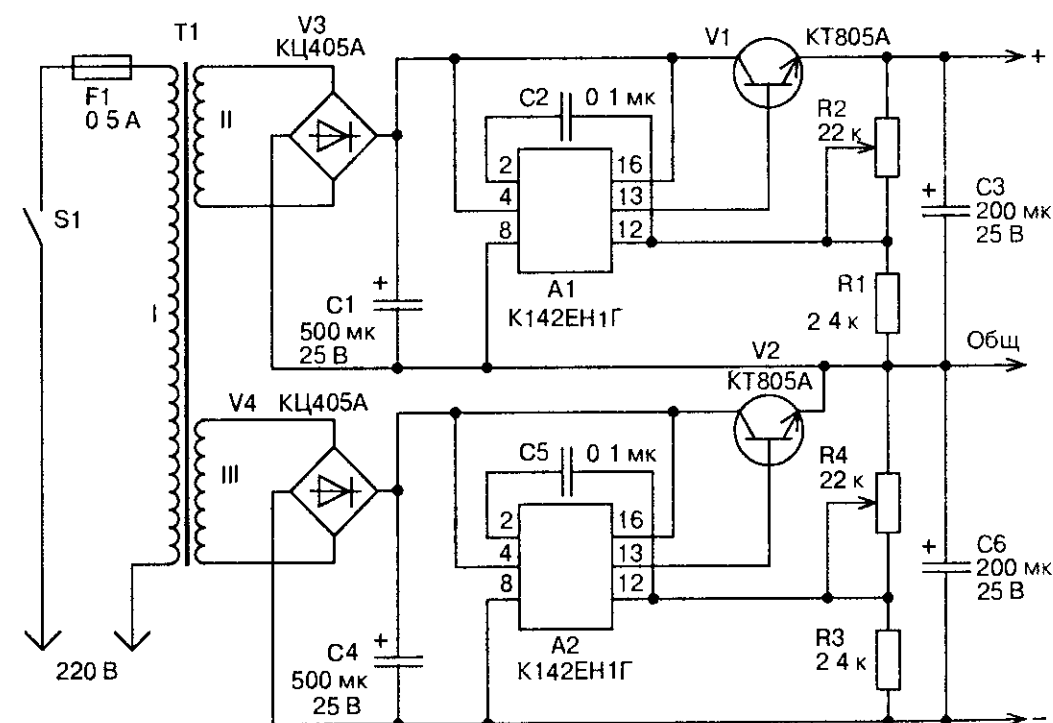 T1
V3
КЦ405А
F1
0 5 А
II
S1
I
C1
500 мк
25 В
+
C2
0 1 мк
2
4
8
16
13
12
A1
К142ЕН1Г
V1
КТ805А
R2
22 к
+
C3
200 мк
25 В
R1
2 4 к
+
Общ
V4
КЦ405А
III
C4
500 мк
25 В
+
C5
0 1 мк
2
4
8
16
13
12
A2
К142ЕН1Г
V2
КТ805А
R4
22 к
+
C6
200 мк
25 В
R3
2 4 к
220 В
−